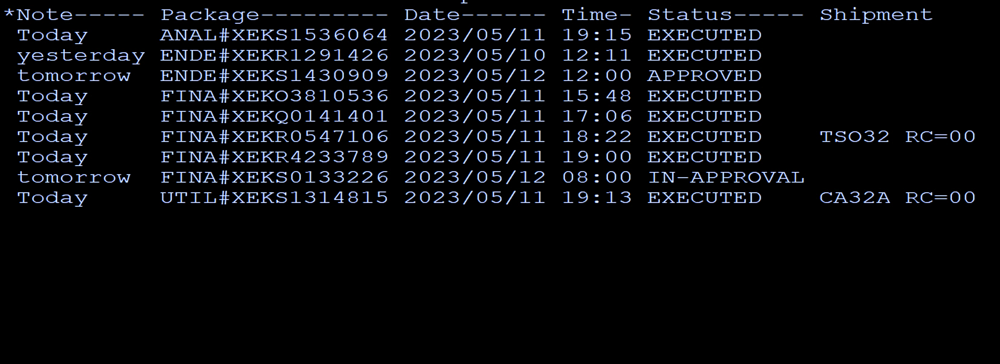 *Note----- Package--------- Date------ Time- Status----- Shipment
Today ANAL#XEKS1536064 2023/05/11 19:15 EXECUTED
yesterday ENDE#XEKR1291426 2023/05/10 12:11 EXECUTED
tomorrow ENDE#XEKS1430909 2023/05/12 12:00 APPROVED
Today FINA#XEKO3810536 2023/05/11 15:48 EXECUTED
Today FINA#XEKQ0141401 2023/05/11 17:06 EXECUTED
Today FINA#XEKR0547106 2023/05/11 18:22 EXECUTED TSO32 RC=00
Today FINA#XEKR4233789 2023/05/11 19:00 EXECUTED
tomorrow FINA#XEKS0133226 2023/05/12 08:00 IN-APPROVAL
Today UTIL#XEKS1314815 2023/05/11 19:13 EXECUTED CA32A RC=00